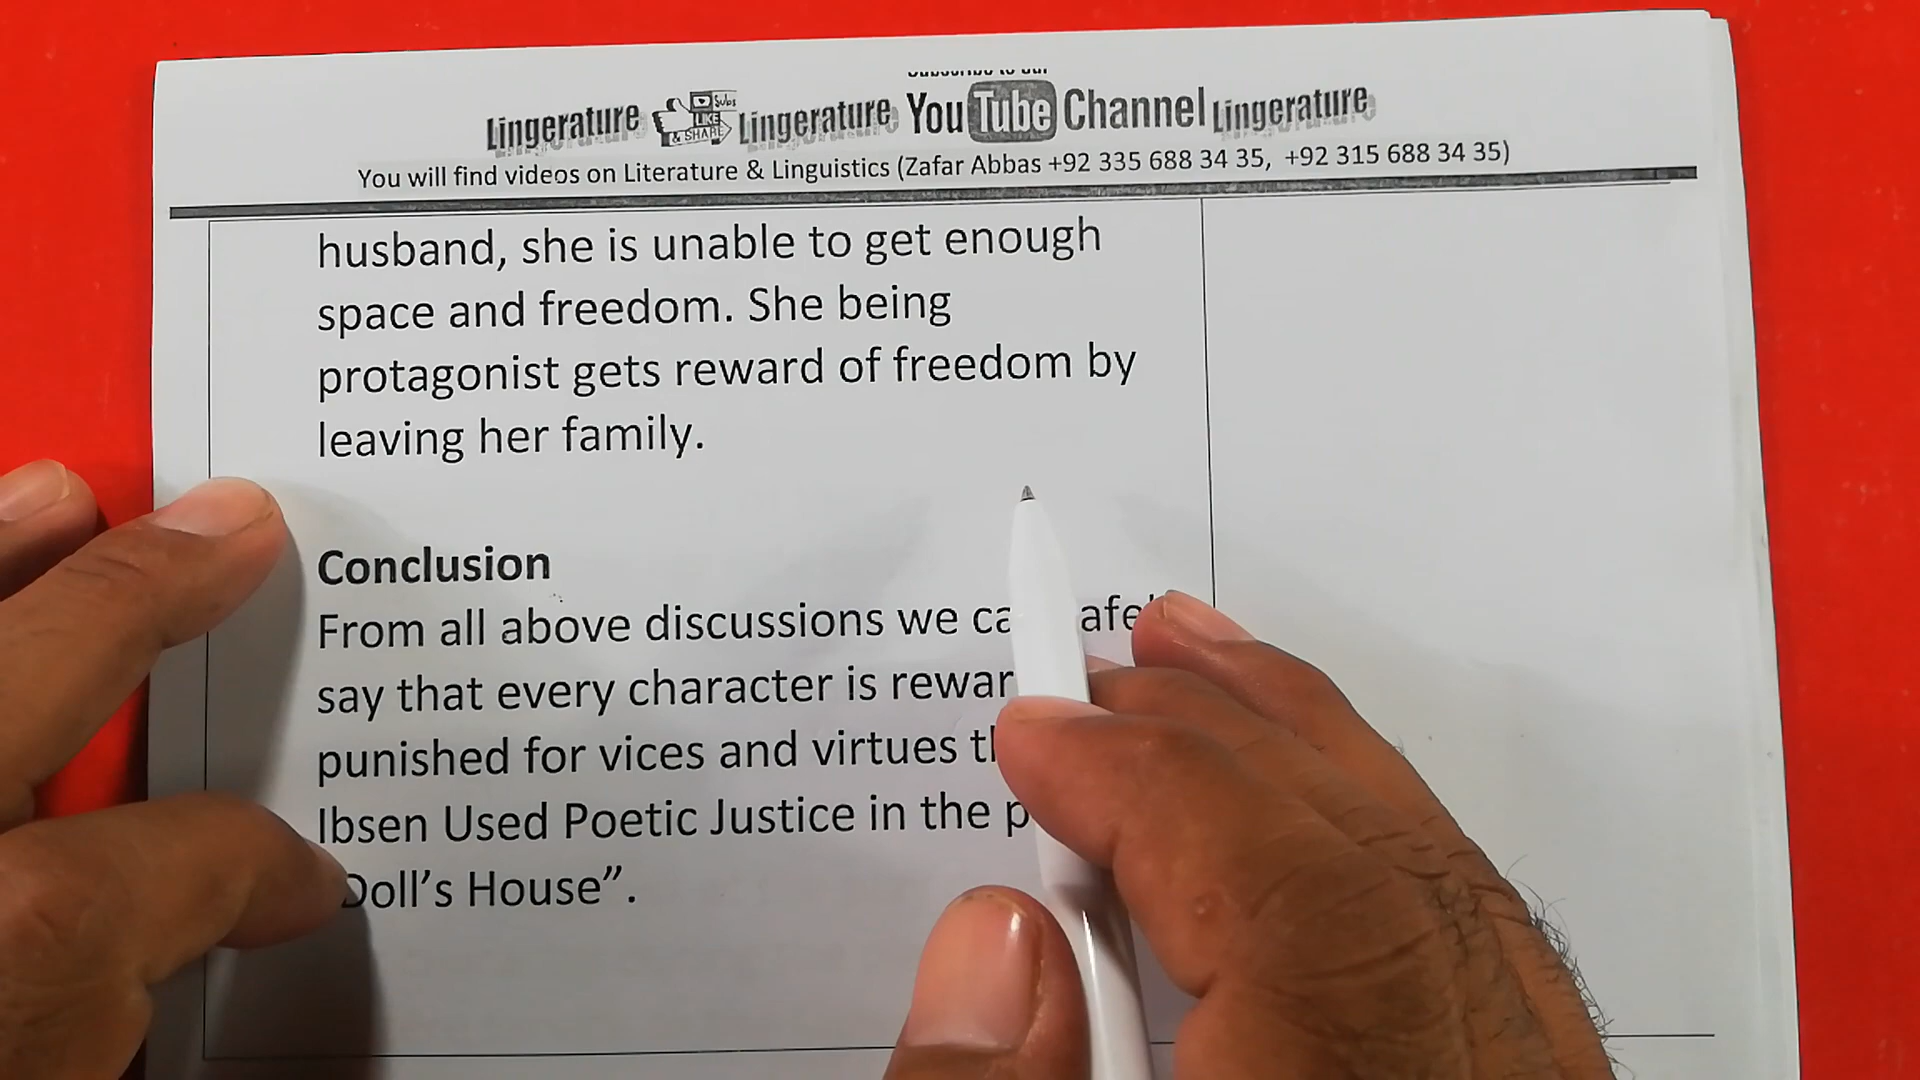 Lingerature Subs LIKE & SHARE Lingerature YouTube Channel Lingerature
You will find videos on Literature & Linguistics (Zafar Abbas +92 335 688 34 35, +92 315 688 34 35)
husband, she is unable to get enough
space and freedom. She being
protagonist gets reward of freedom by
leaving her family.
Conclusion
From all above discussions we
say that every character is
punished for vices and virtues
Ibsen Used Poetic Justice in the
Doll’s House”.